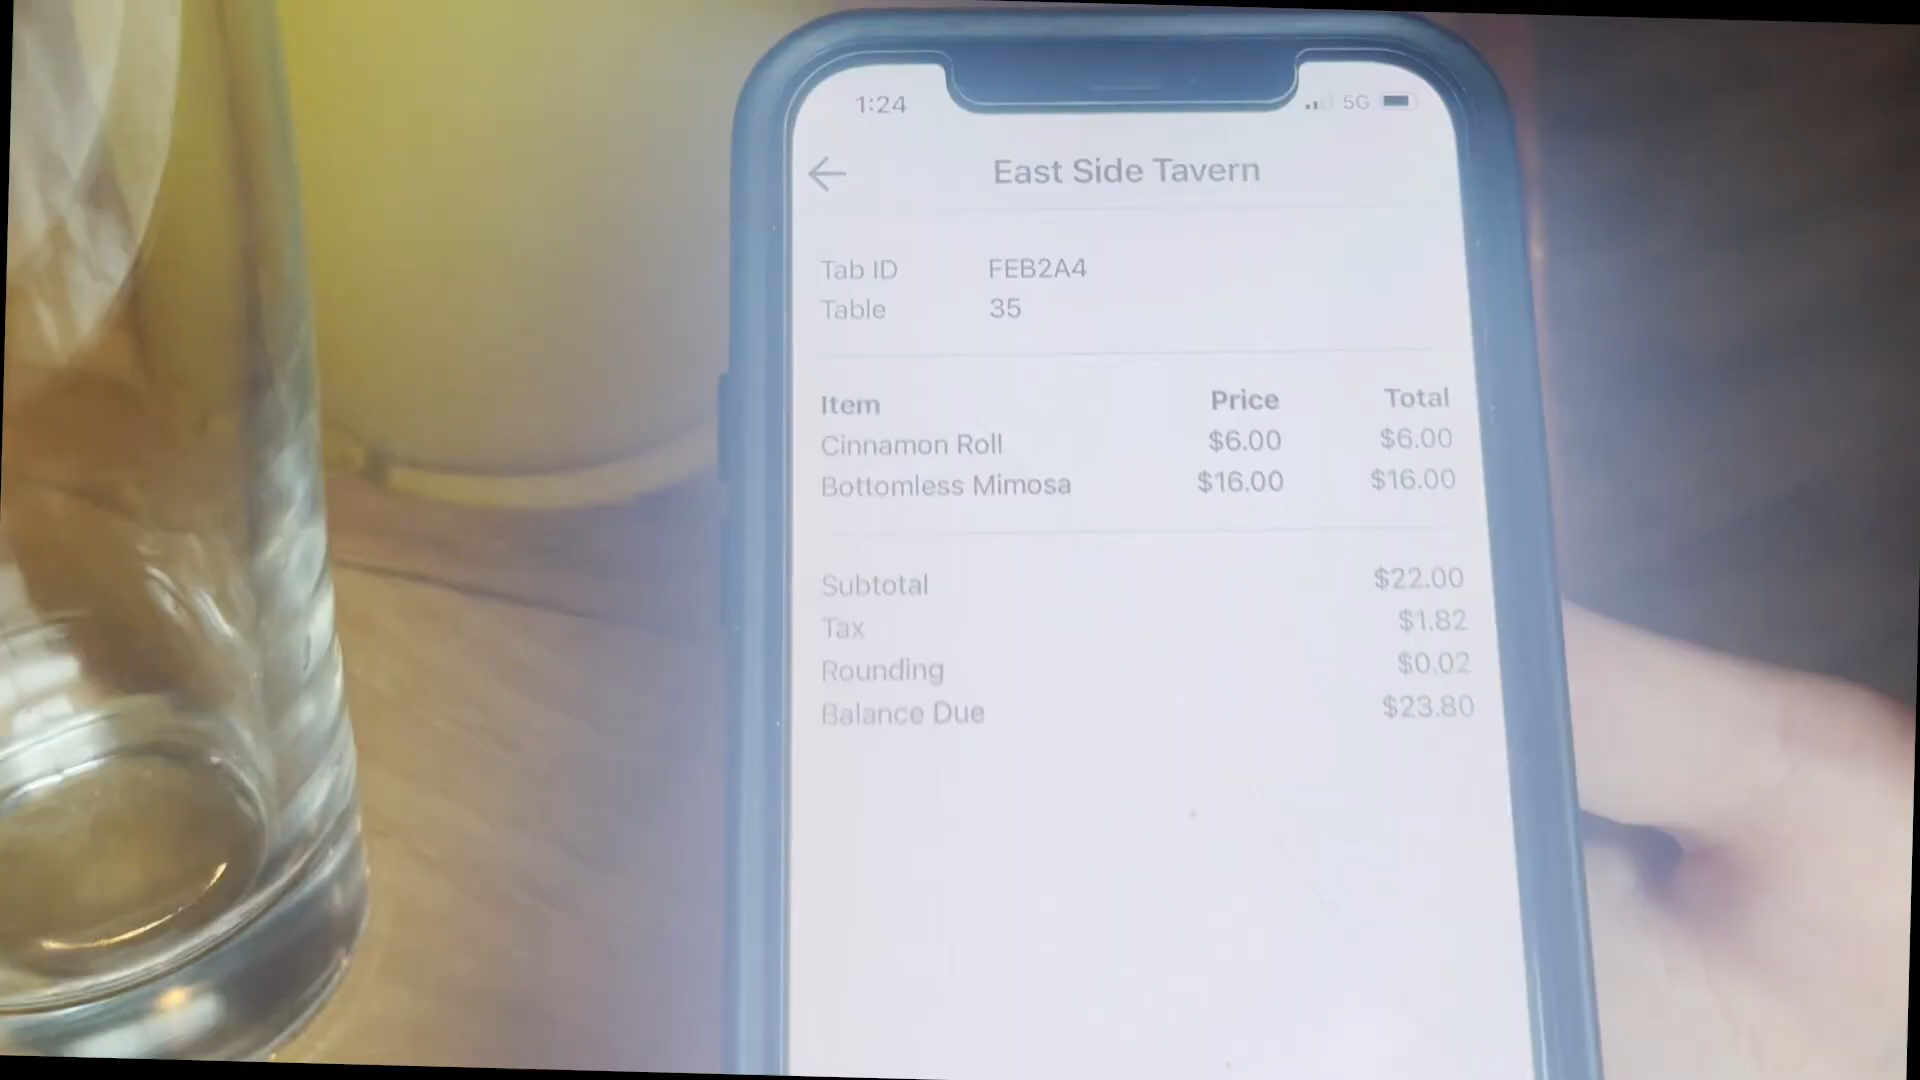 1:24 5G
East Side Tavern
Tab ID FEB2A4
Table 35
Item Price Total
Cinnamon Roll $6.00 $6.00
Bottomless Mimosa $16.00 $16.00
Subtotal $22.00
Tax $1.82
Rounding $0.02
Balance Due $23.80